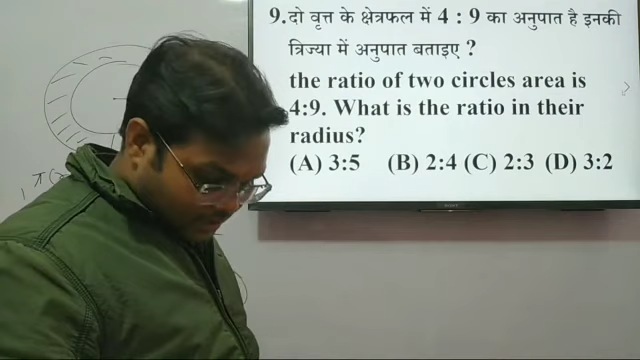 9.दो वृत्त के क्षेत्रफल में 4 : 9 का अनुपात है इनकी
त्रिज्या में अनुपात बताइए ?
the ratio of two circles area is
4:9. What is the ratio in their
radius?
(A) 3:5 (B) 2:4 (C) 2:3 (D) 3:2
SONY